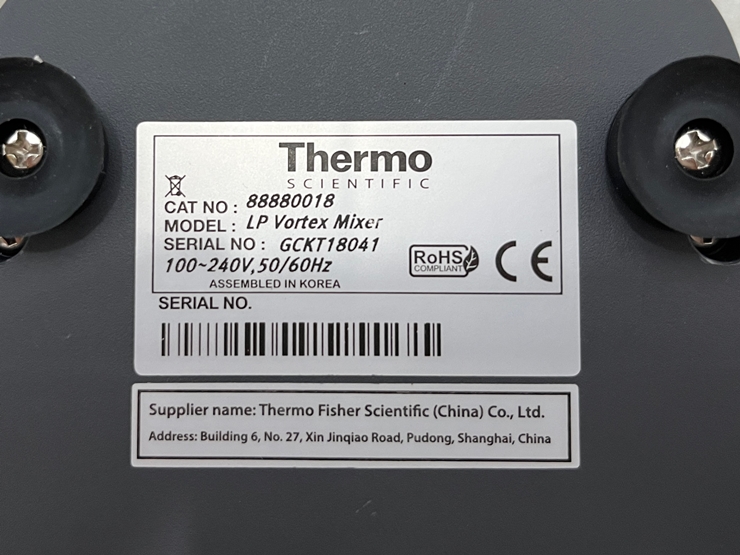 Thermo
SCIENTIFIC
CAT NO : 88880018
MODEL : LP Vortex Mixer
SERIAL NO : GCKT18041
100~240V,50/60Hz
RoHS
COMPLIANT
CE
ASSEMBLED IN KOREA
SERIAL NO.
Supplier name: Thermo Fisher Scientific (China) Co., Ltd.
Address: Building 6, No. 27, Xin Jinqiao Road, Pudong, Shanghai, China